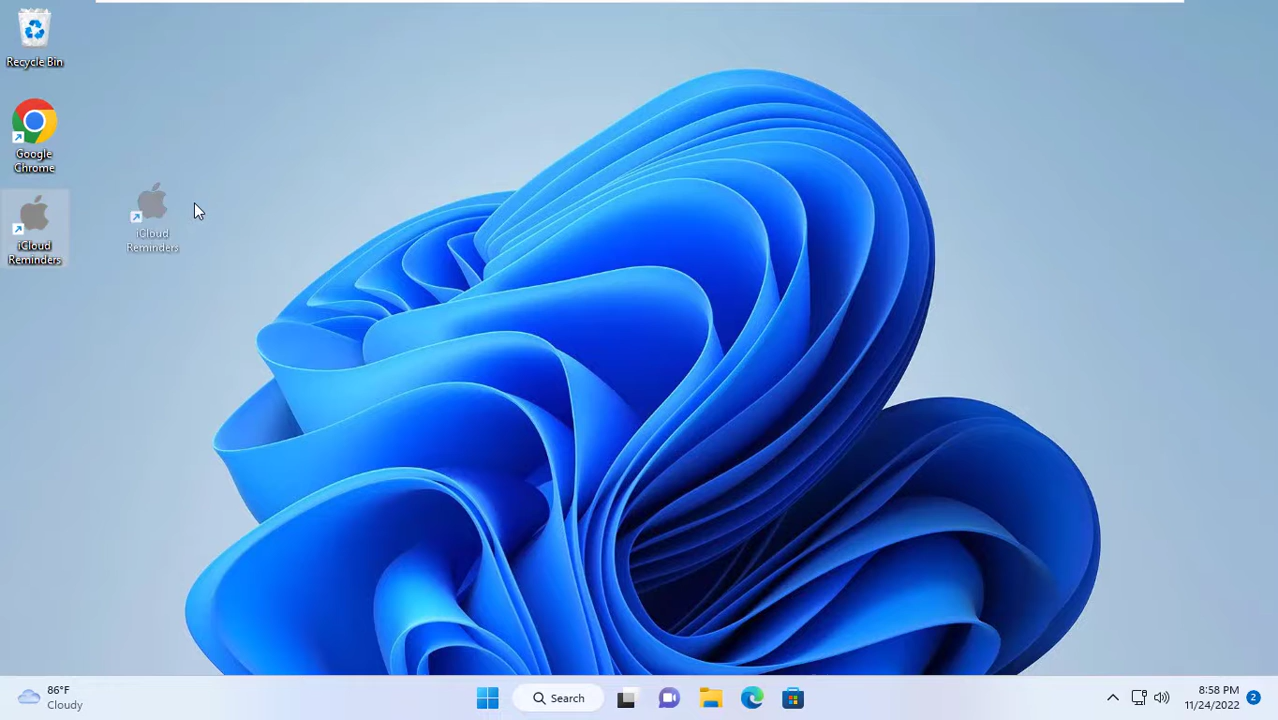 Recycle Bin
Google
Chrome
iCloud
Reminders
iCloud
Reminders
86°F
Cloudy
Search
8:58 PM
11/24/2022
2